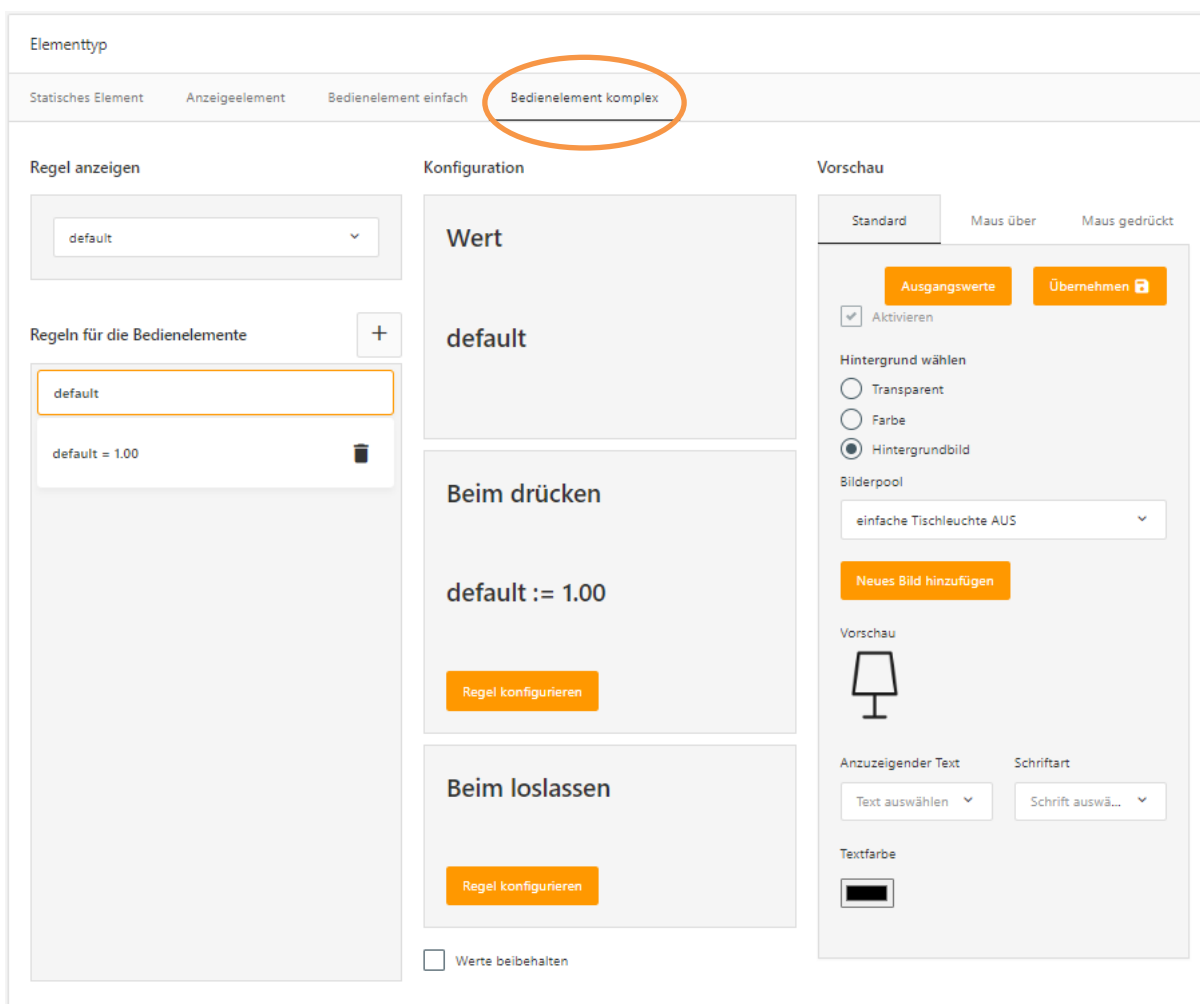 Elementtyp
Statisches Element
Anzeigeelement
Bedienelement einfach
Bedienelement komplex
Regel anzeigen
default
Regeln für die Bedienelemente
+
default
default = 1.00
Konfiguration
Wert
default
Beim drücken
default := 1.00
Regel konfigurieren
Beim loslassen
Regel konfigurieren
Werte beibehalten
Vorschau
Standard
Maus über
Maus gedrückt
Ausgangswerte
Übernehmen
Aktivieren
Hintergrund wählen
Transparent
Farbe
Hintergrundbild
Bilderpool
einfache Tischleuchte AUS
Neues Bild hinzufügen
Vorschau
Anzuzeigender Text
Schriftart
Text auswählen
Schrift auswä...
Textfarbe